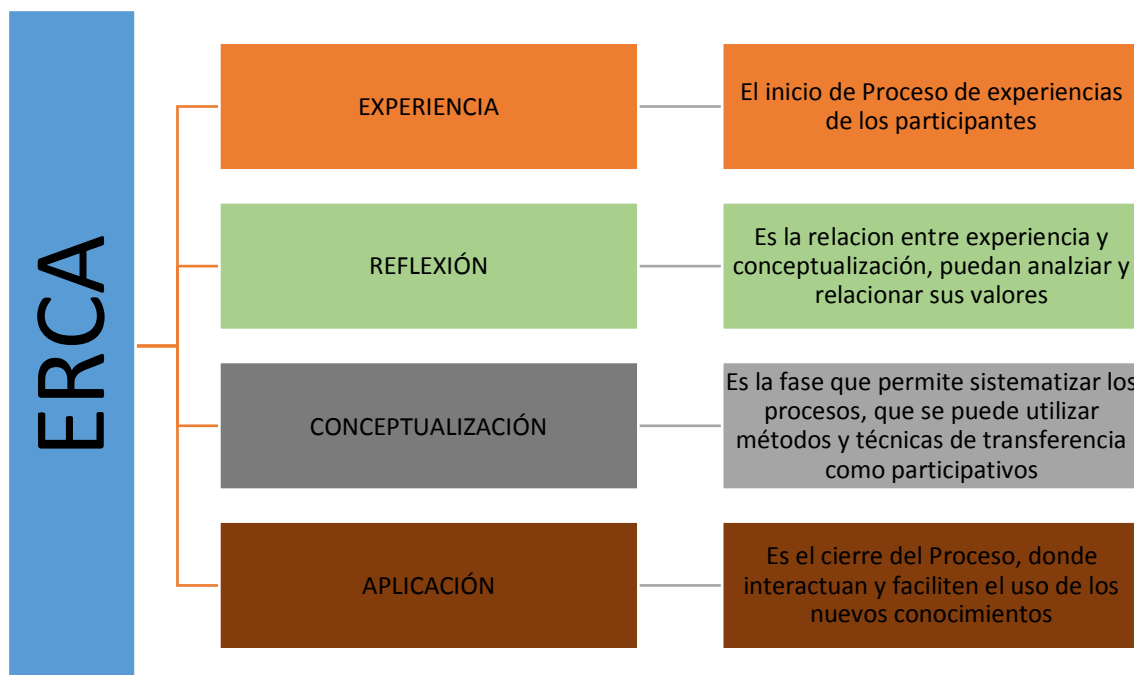 ERCA
EXPERIENCIA
El inicio de Proceso de experiencias
de los participantes
REFLEXIÓN
Es la relacion entre experiencia y
conceptualización, puedan analziar y
relacionar sus valores
CONCEPTUALIZACIÓN
Es la fase que permite sistematizar los
procesos, que se puede utilizar
métodos y técnicas de transferencia
como participativos
APLICACIÓN
Es el cierre del Proceso, donde
interactuan y faciliten el uso de los
nuevos conocimientos